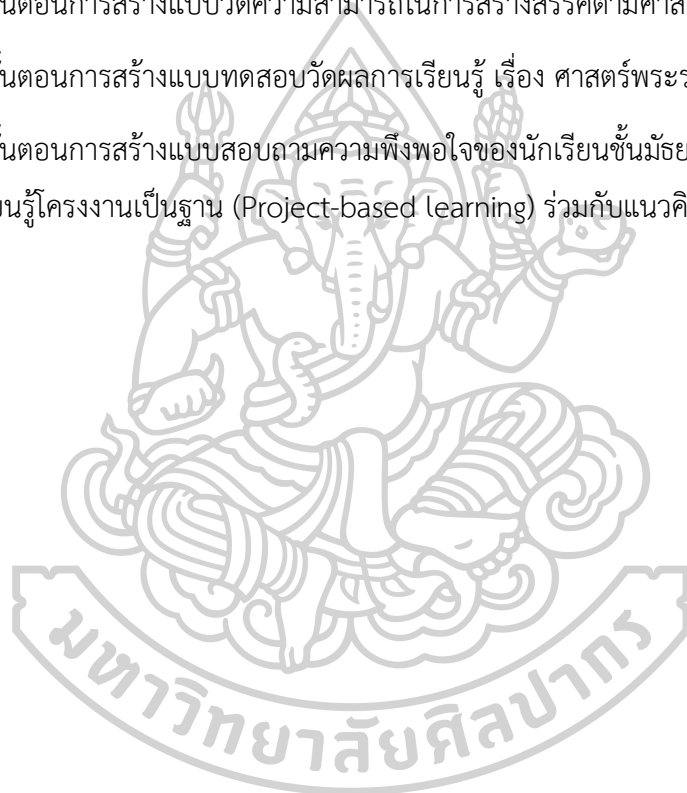 ขั้นตอนการสร้างแบบวัดความสามารถในการสร้างสรรค์ตามศาส
ขั้นตอนการสร้างแบบทดสอบวัดผลการเรียนรู้ เรื่อง ศาสตร์พระร
ขั้นตอนการสร้างแบบสอบถามความพึงพอใจของนักเรียนชั้นมัธย
ยนรู้โครงงานเป็นฐาน (Project-based learning) ร่วมกับแนวคิ
มหาวิทยาลัยศิลปากร